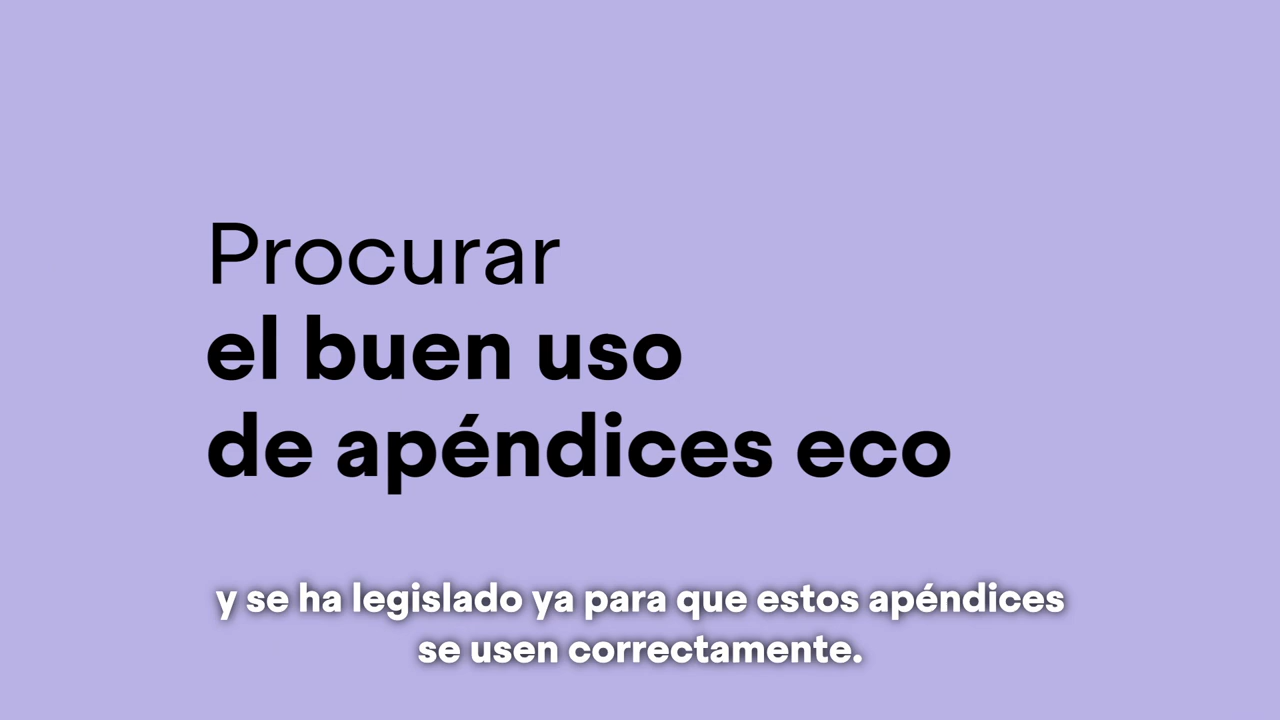 Procurar
el buen uso
de apéndices eco
y se ha legislado ya para que estos apéndices
se usen correctamente.